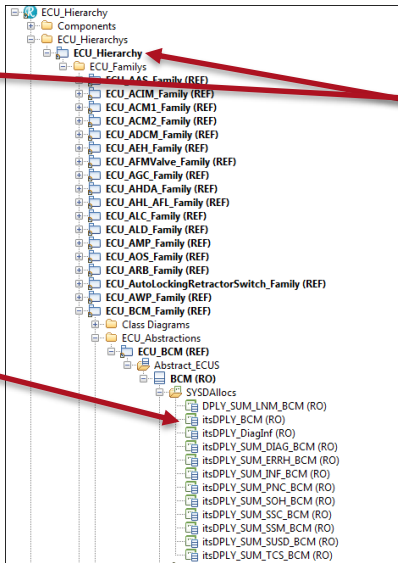 ECU_Hierarchy
Components
ECU_Hierarchys
ECU_Hierarchy
ECU_Familys
ECU_AAS_Family (REF)
ECU_ACIM_Family (REF)
ECU_ACM1_Family (REF)
ECU_ACM2_Family (REF)
ECU_ADCM_Family (REF)
ECU_AEH_Family (REF)
ECU_AFMValve_Family (REF)
ECU_AGC_Family (REF)
ECU_AHDA_Family (REF)
ECU_AHL_AFL_Family (REF)
ECU_ALC_Family (REF)
ECU_ALD_Family (REF)
ECU_AMP_Family (REF)
ECU_AOS_Family (REF)
ECU_ARB_Family (REF)
ECU_AutoLockingRetractorSwitch_Family (REF)
ECU_AWP_Family (REF)
ECU_BCM_Family (REF)
Class Diagrams
ECU_Abstractions
ECU_BCM (REF)
Abstract_ECUS
BCM (RO)
SYSDAllocs
DPLY_SUM_LNM_BCM (RO)
itsDPLY_BCM (RO)
itsDPLY_DiagInf (RO)
itsDPLY_SUM_DIAG_BCM (RO)
itsDPLY_SUM_ERRH_BCM (RO)
itsDPLY_SUM_INF_BCM (RO)
itsDPLY_SUM_PNC_BCM (RO)
itsDPLY_SUM_SOH_BCM (RO)
itsDPLY_SUM_SSC_BCM (RO)
itsDPLY_SUM_SSM_BCM (RO)
itsDPLY_SUM_SUSD_BCM (RO)
itsDPLY_SUM_TCS_BCM (RO)